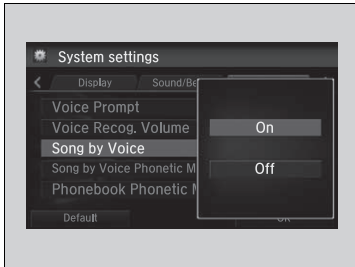 System settings
Display Sound/Be
Voice Prompt
Voice Recog. Volume
Song by Voice
Song by Voice Phonetic M
Phonebook Phonetic M
On
Off
Default